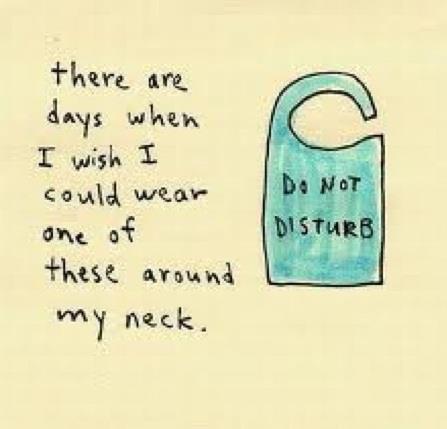 there are
days when
I wish I
could wear
one of
these around
my neck.
DO NOT
DISTURB